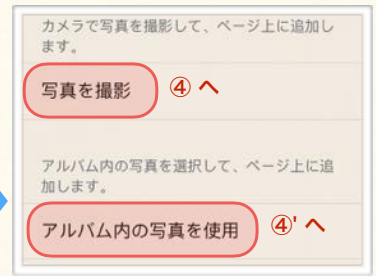 カメラで写真を撮影して、ページ上に追加し
ます。
写真を撮影 ④ へ
アルバム内の写真を選択して、ページ上に追
加します。
アルバム内の写真を使用 ④' へ